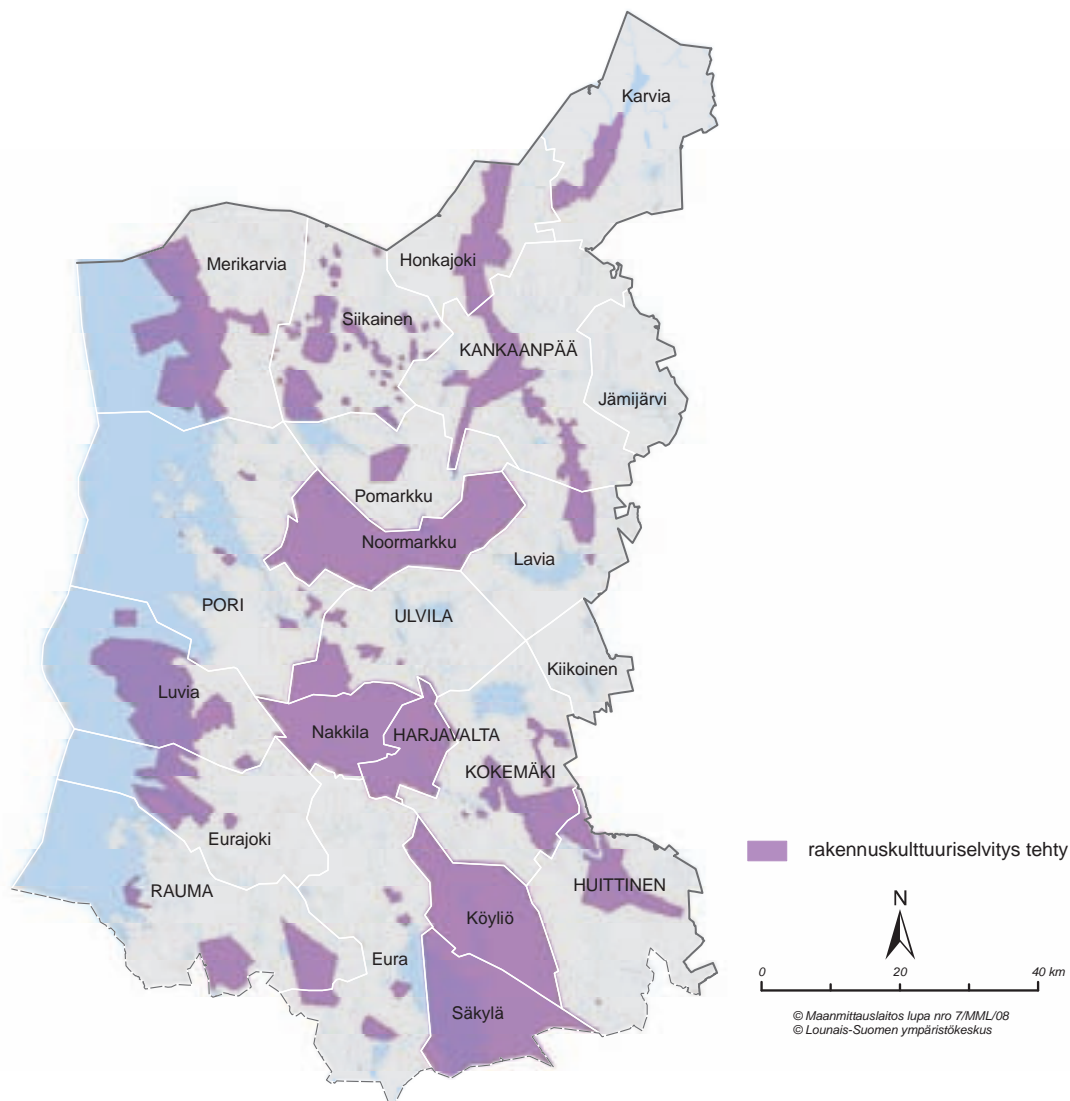 Karvia
Merikarvia
Honkajoki
Siikainen
KANKAANPÄÄ
Jämijärvi
Pomarkku
Noormarkku
Lavia
PORI
ULVILA
Kiikoinen
Luvia
Nakkila
HARJAVALTA
KOKEMÄKI
Eurajoki
rakennuskulttuuriselvitys tehty
RAUMA
HUITTINEN
Köyliö
N
Eura
0 20 40 km
Säkylä
© Maanmittauslaitos lupa nro 7/MML/08
© Lounais-Suomen ympäristökeskus